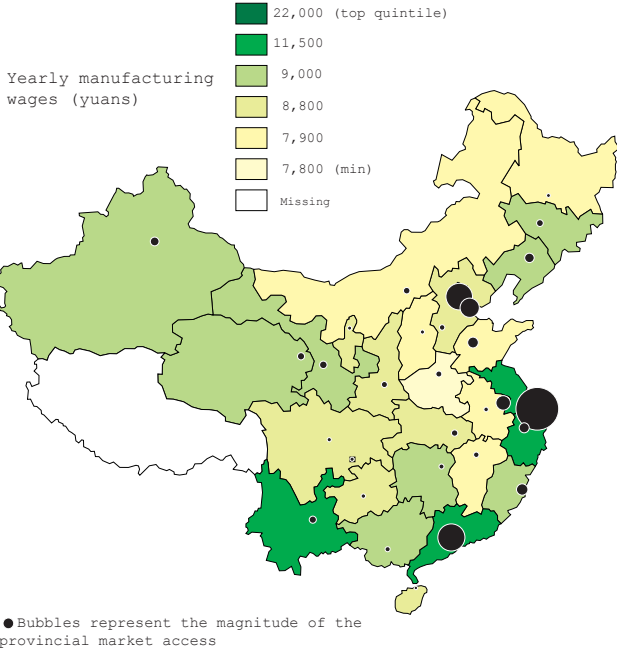 22,000 (top quintile)
11,500
Yearly manufacturing
wages (yuans)
9,000
8,800
7,900
7,800 (min)
Missing
Bubbles represent the magnitude of the
provincial market access